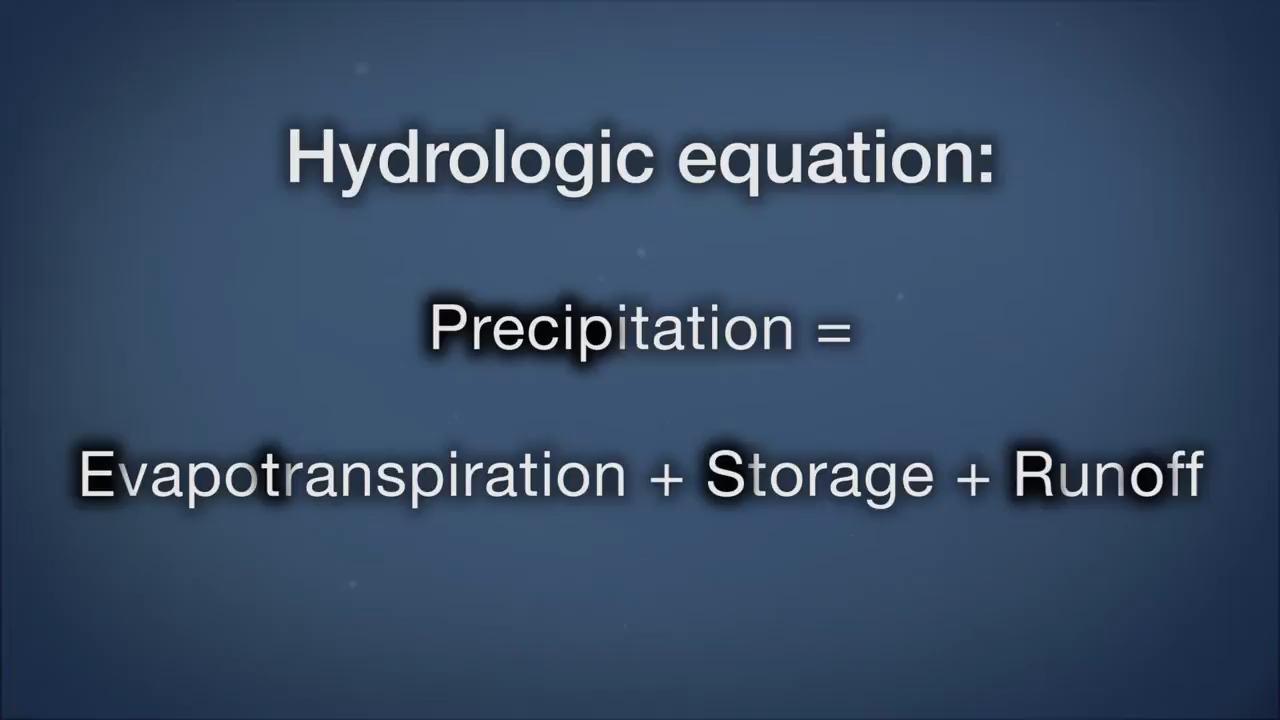 Hydrologic equation:
Precipitation =
Evapotranspiration + Storage + Runoff